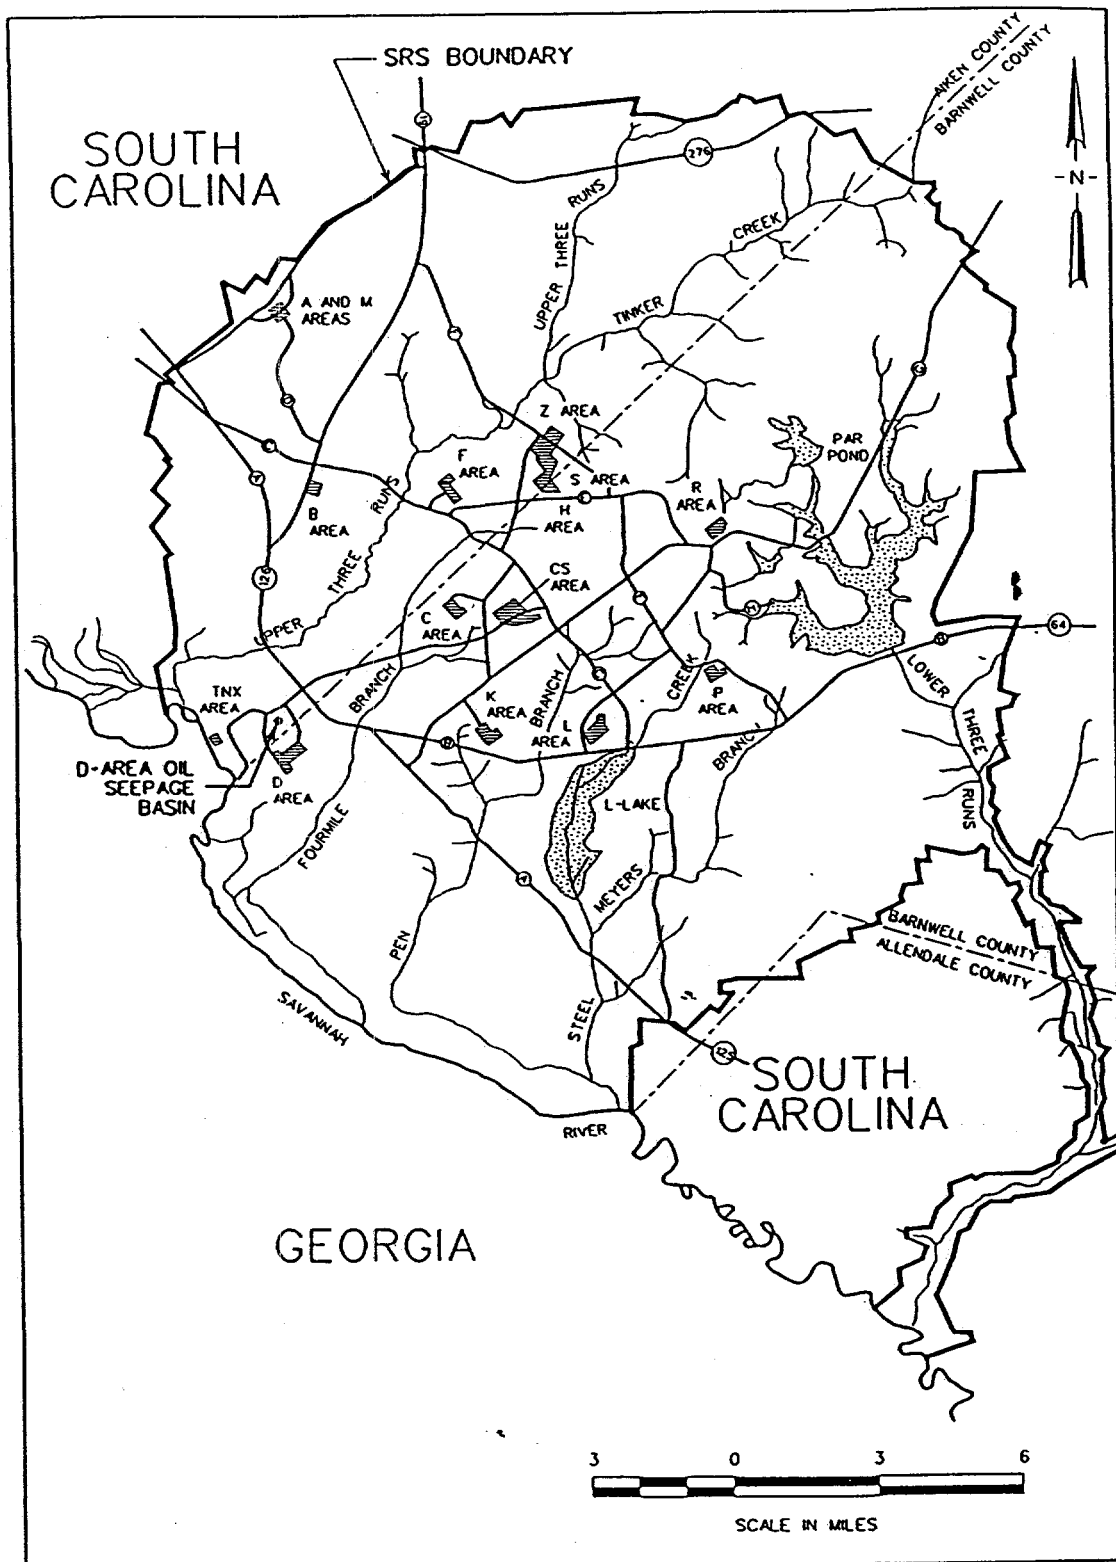 SRS BOUNDARY
AIKEN COUNTY
BARNWELL COUNTY
SOUTH
CAROLINA
276
-N-
UPPER THREE RUNS
TINKER CREEK
A AND M
AREAS
Z AREA
F
AREA
S AREA
H
AREA
R
AREA
PAR
POND
B
AREA
UPPER THREE RUNS
CS
AREA
C
AREA
64
LOWER THREE RUNS
TNX
AREA
BRANCH
K
AREA
BRANCH
L
AREA
CREEK
P
AREA
BRANCH
D-AREA OIL
SEEPAGE
BASIN
D
AREA
FOURMILE
L-LAKE
MEYERS
PEN
STEEL
BARNWELL COUNTY
ALLENDALE COUNTY
SAVANNAH
RIVER
125
SOUTH
CAROLINA
GEORGIA
3 0 3 6
SCALE IN MILES